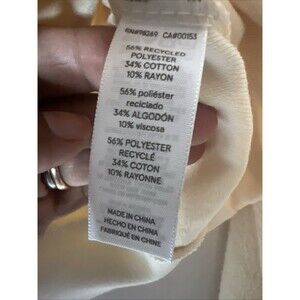 RN#98269 CA#00153
56% RECYCLED
POLYESTER
34% COTTON
10% RAYON
56% poliéster
reciclado
34% ALGODÓN
10% viscosa
56% POLYESTER
RECYCLÉ
34% COTON
10% RAYONNE
MADE IN CHINA
HECHO EN CHINA
FABRIQUÉ EN CHINE